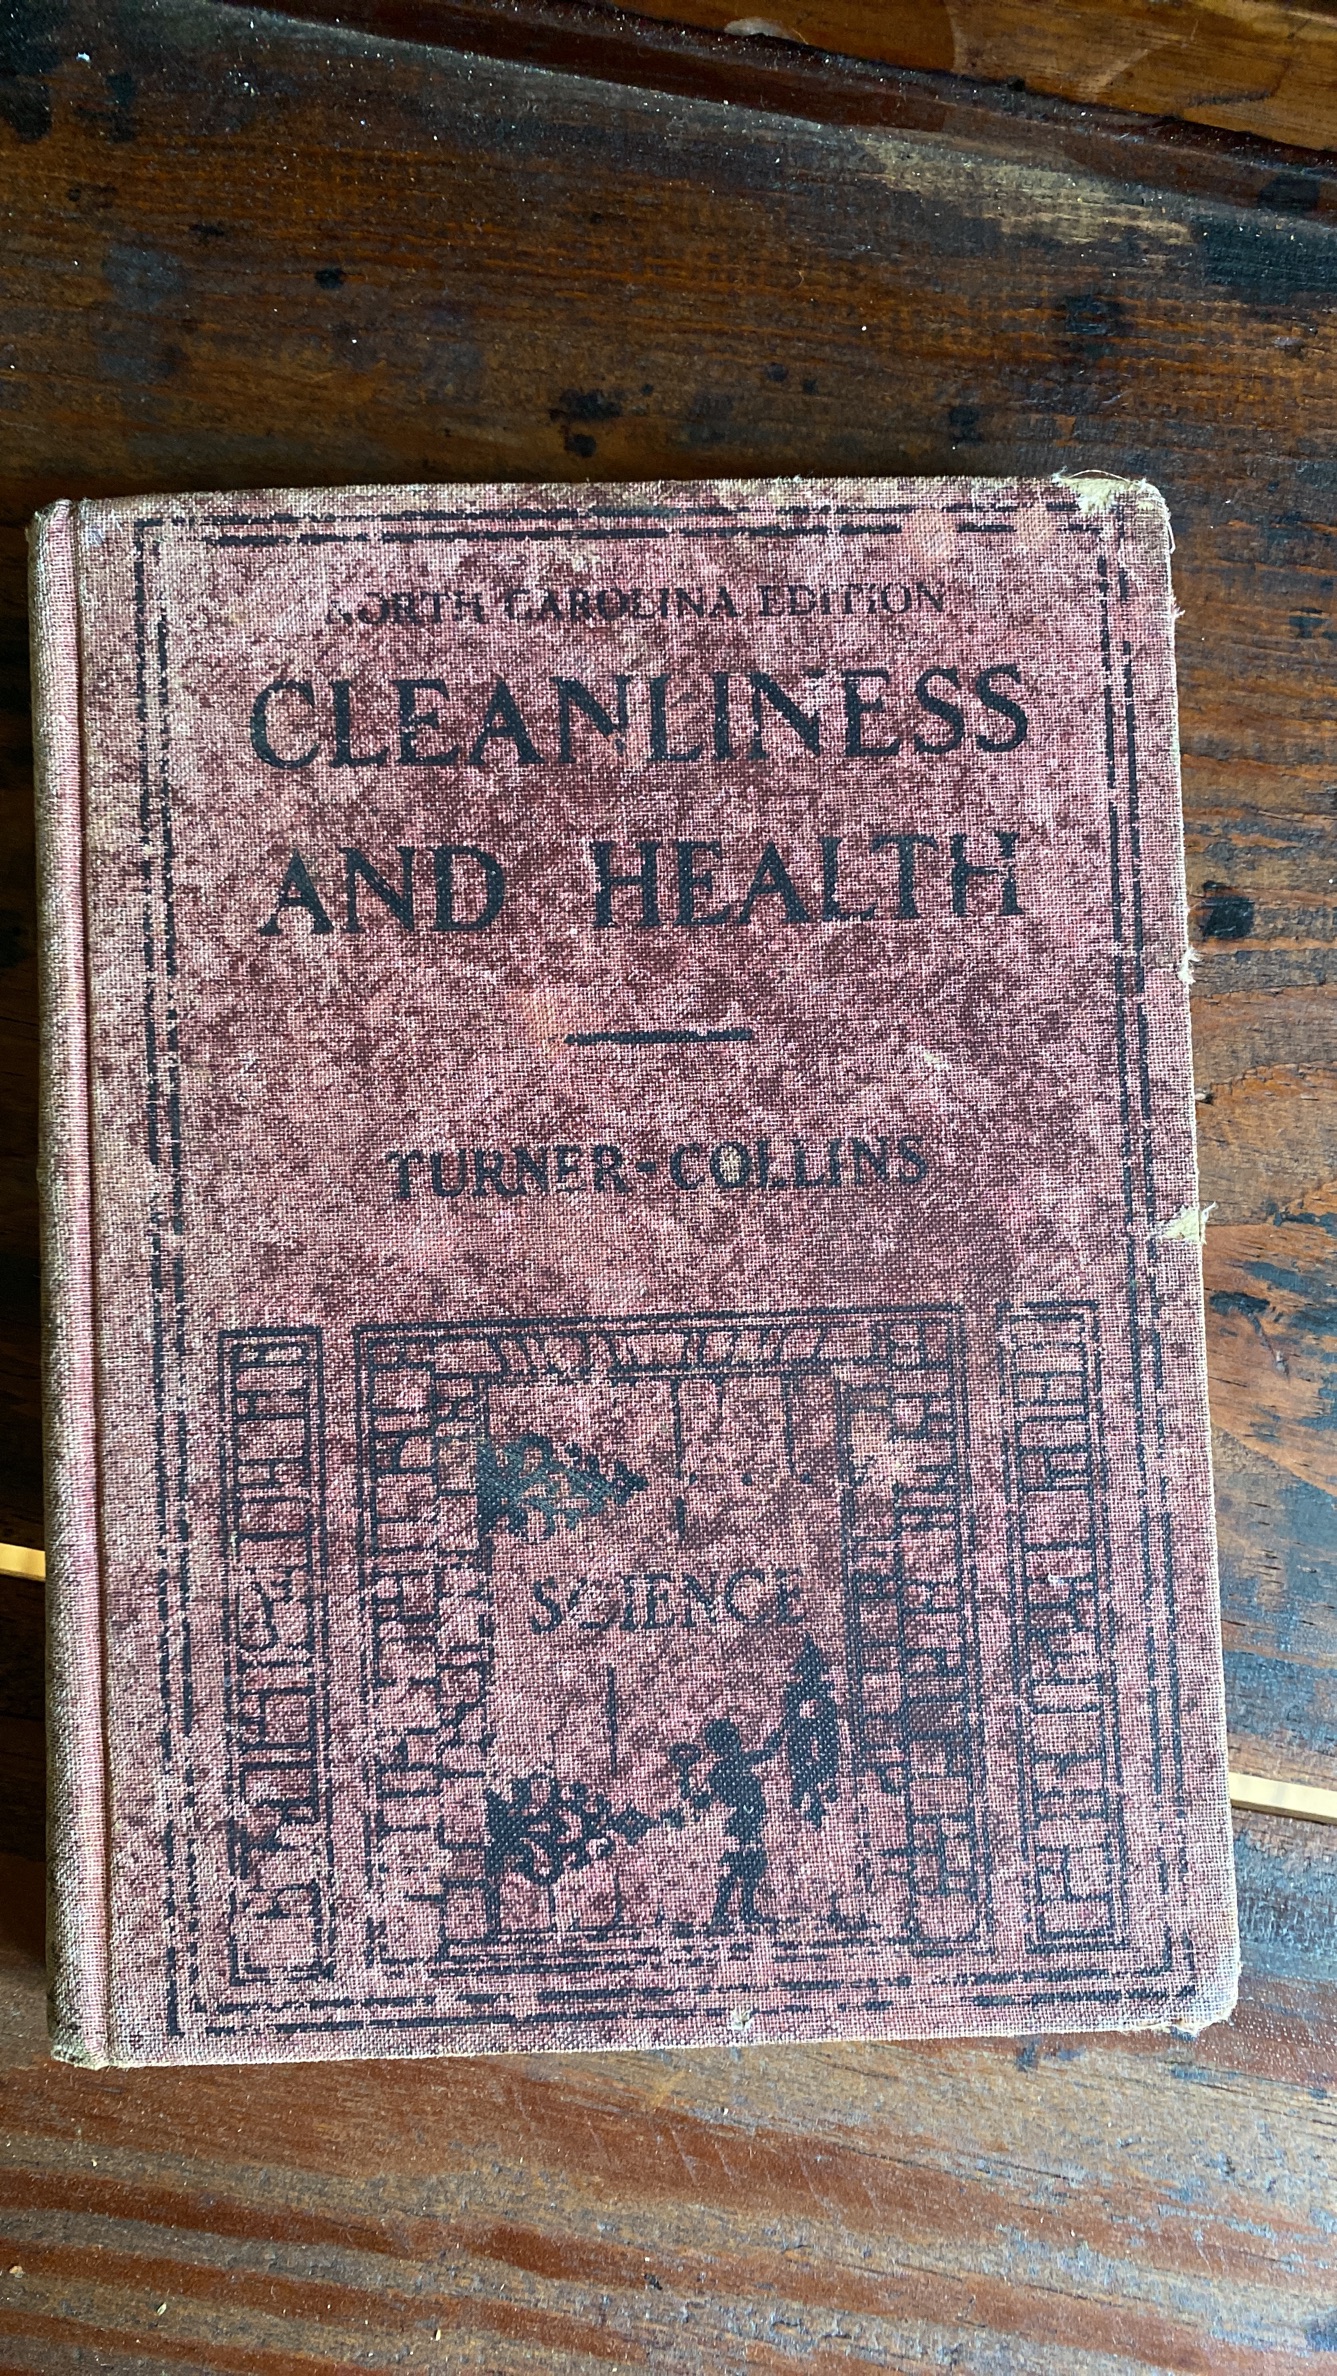 NORTH CAROLINA EDITION
CLEANLINESS
AND HEALTH
TURNER-COLLINS
SCIENCE